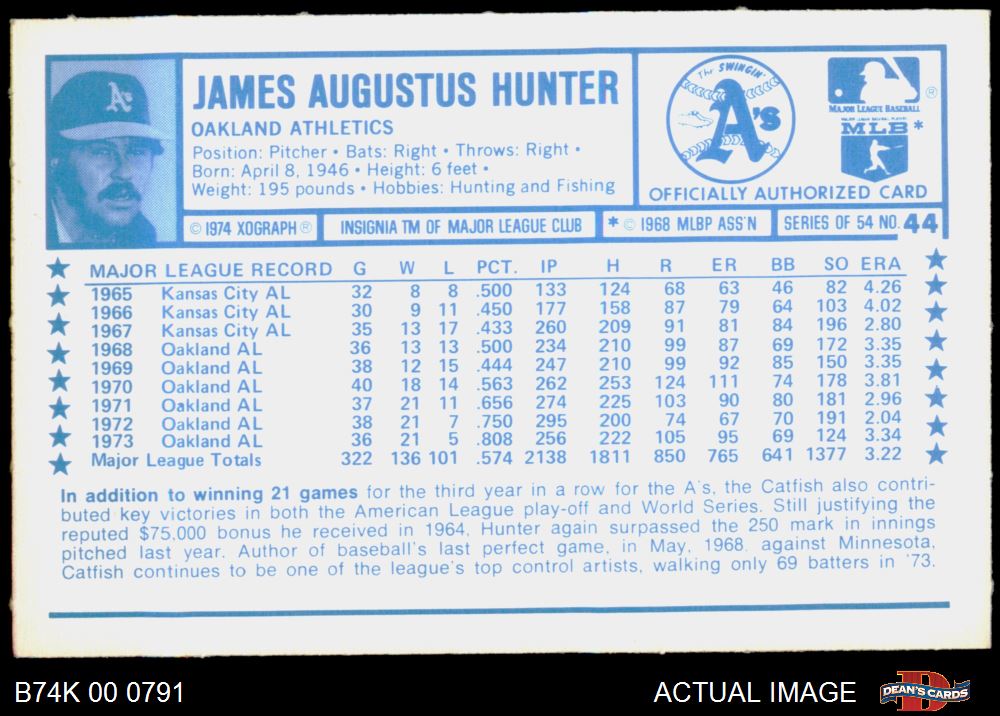 JAMES AUGUSTUS HUNTER
OAKLAND ATHLETICS
Position: Pitcher • Bats: Right • Throws: Right •
Born: April 8, 1946 • Height: 6 feet •
Weight: 195 pounds • Hobbies: Hunting and Fishing
A's
The SWINGIN'
A's
®
MAJOR LEAGUE BASEBALL
MAJOR LEAGUE BASEBALL PLAYERS
MLB*
OFFICIALLY AUTHORIZED CARD
© 1974 XOGRAPH ® INSIGNIA TM OF MAJOR LEAGUE CLUB * © 1968 MLBP ASS'N SERIES OF 54 NO. 44
MAJOR LEAGUE RECORD G W L PCT. IP H R ER BB SO ERA
1965 Kansas City AL 32 8 8 .500 133 124 68 63 46 82 4.26
1966 Kansas City AL 30 9 11 .450 177 158 87 79 64 103 4.02
1967 Kansas City AL 35 13 17 .433 260 209 91 81 84 196 2.80
1968 Oakland AL 36 13 13 .500 234 210 99 87 69 172 3.35
1969 Oakland AL 38 12 15 .444 247 210 99 92 85 150 3.35
1970 Oakland AL 40 18 14 .563 262 253 124 111 74 178 3.81
1971 Oakland AL 37 21 11 .656 274 225 103 90 80 181 2.96
1972 Oakland AL 38 21 7 .750 295 200 74 67 70 191 2.04
1973 Oakland AL 36 21 5 .808 256 222 105 95 69 124 3.34
Major League Totals 322 136 101 .574 2138 1811 850 765 641 1377 3.22
In addition to winning 21 games for the third year in a row for the A's, the Catfish also contri-
buted key victories in both the American League play-off and World Series. Still justifying the
reputed $75,000 bonus he received in 1964, Hunter again surpassed the 250 mark in innings
pitched last year. Author of baseball's last perfect game, in May, 1968. against Minnesota,
Catfish continues to be one of the league's top control artists, walking only 69 batters in '73.
B74K 00 0791
ACTUAL IMAGE
D
DEAN'S CARDS